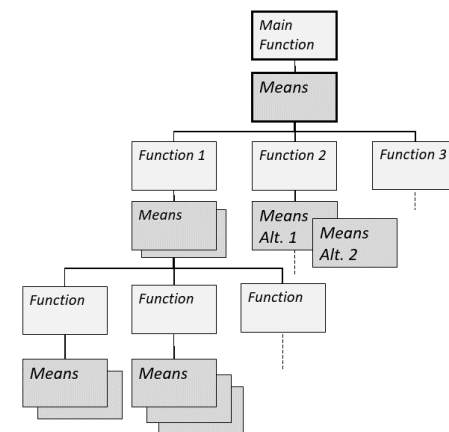 Main
Function
Means
Function 1
Function 2
Function 3
Means
Means
Alt. 1
Means
Alt. 2
Function
Function
Function
Means
Means